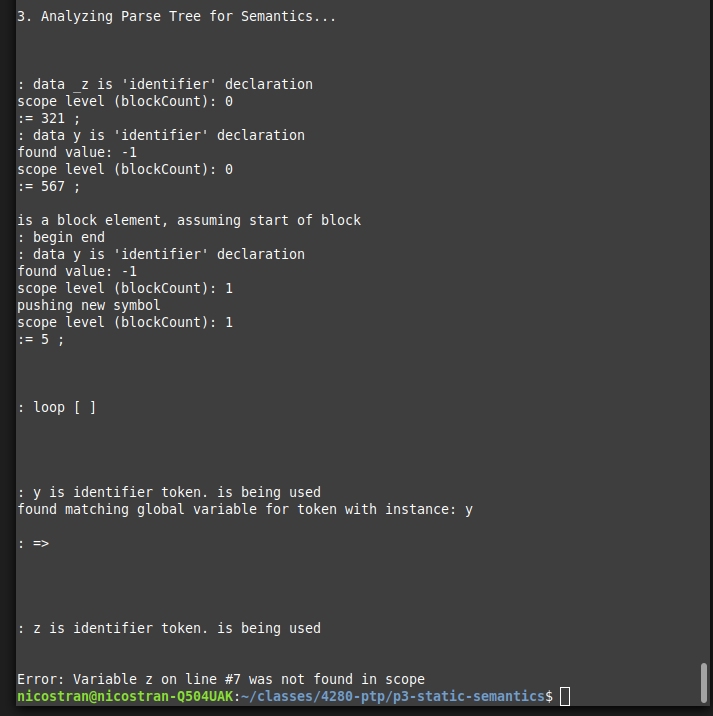 3. Analyzing Parse Tree for Semantics...
: data _z is 'identifier' declaration
scope level (blockCount): 0
:= 321 ;
: data y is 'identifier' declaration
found value: -1
scope level (blockCount): 0
:= 567 ;
is a block element, assuming start of block
: begin end
: data y is 'identifier' declaration
found value: -1
scope level (blockCount): 1
pushing new symbol
scope level (blockCount): 1
:= 5 ;
: loop [ ]
: y is identifier token. is being used
found matching global variable for token with instance: y
: =>
: z is identifier token. is being used
Error: Variable z on line #7 was not found in scope
nicostran@nicostran-Q504UAK:~/classes/4280-ptp/p3-static-semantics$